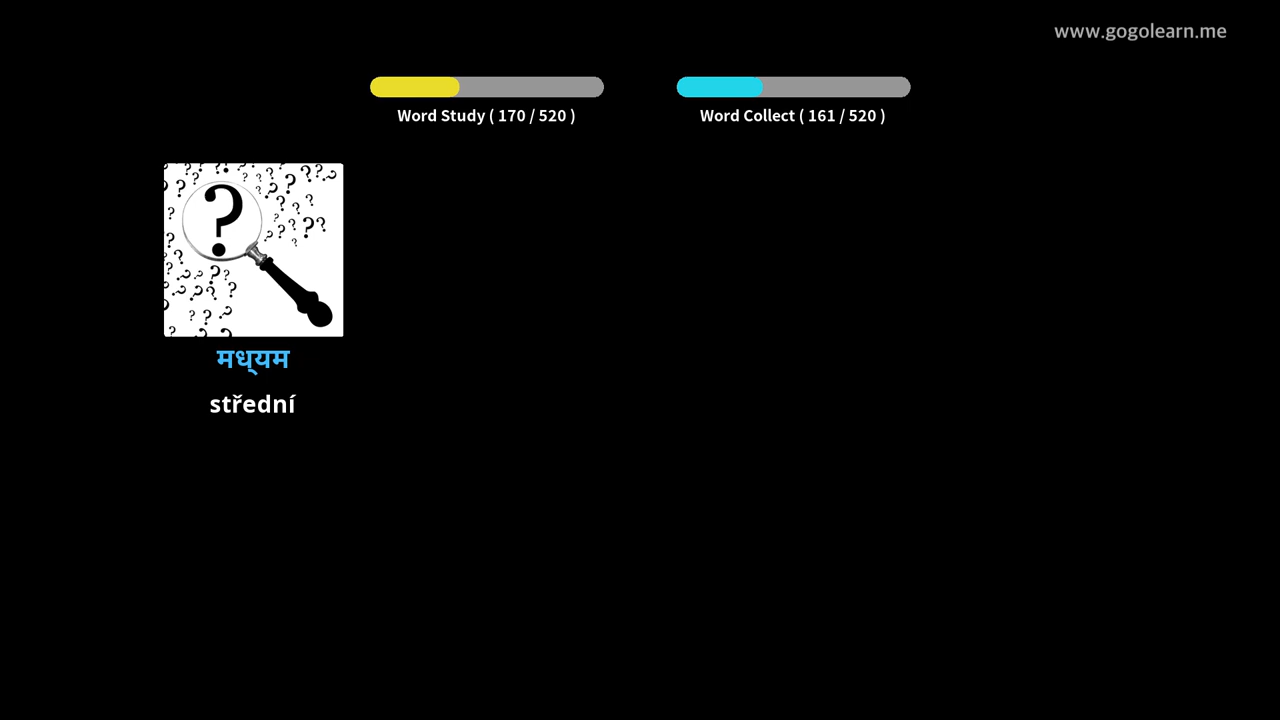 www.gogolearn.me
Word Study ( 170 / 520 )
Word Collect ( 161 / 520 )
मध्यम
střední